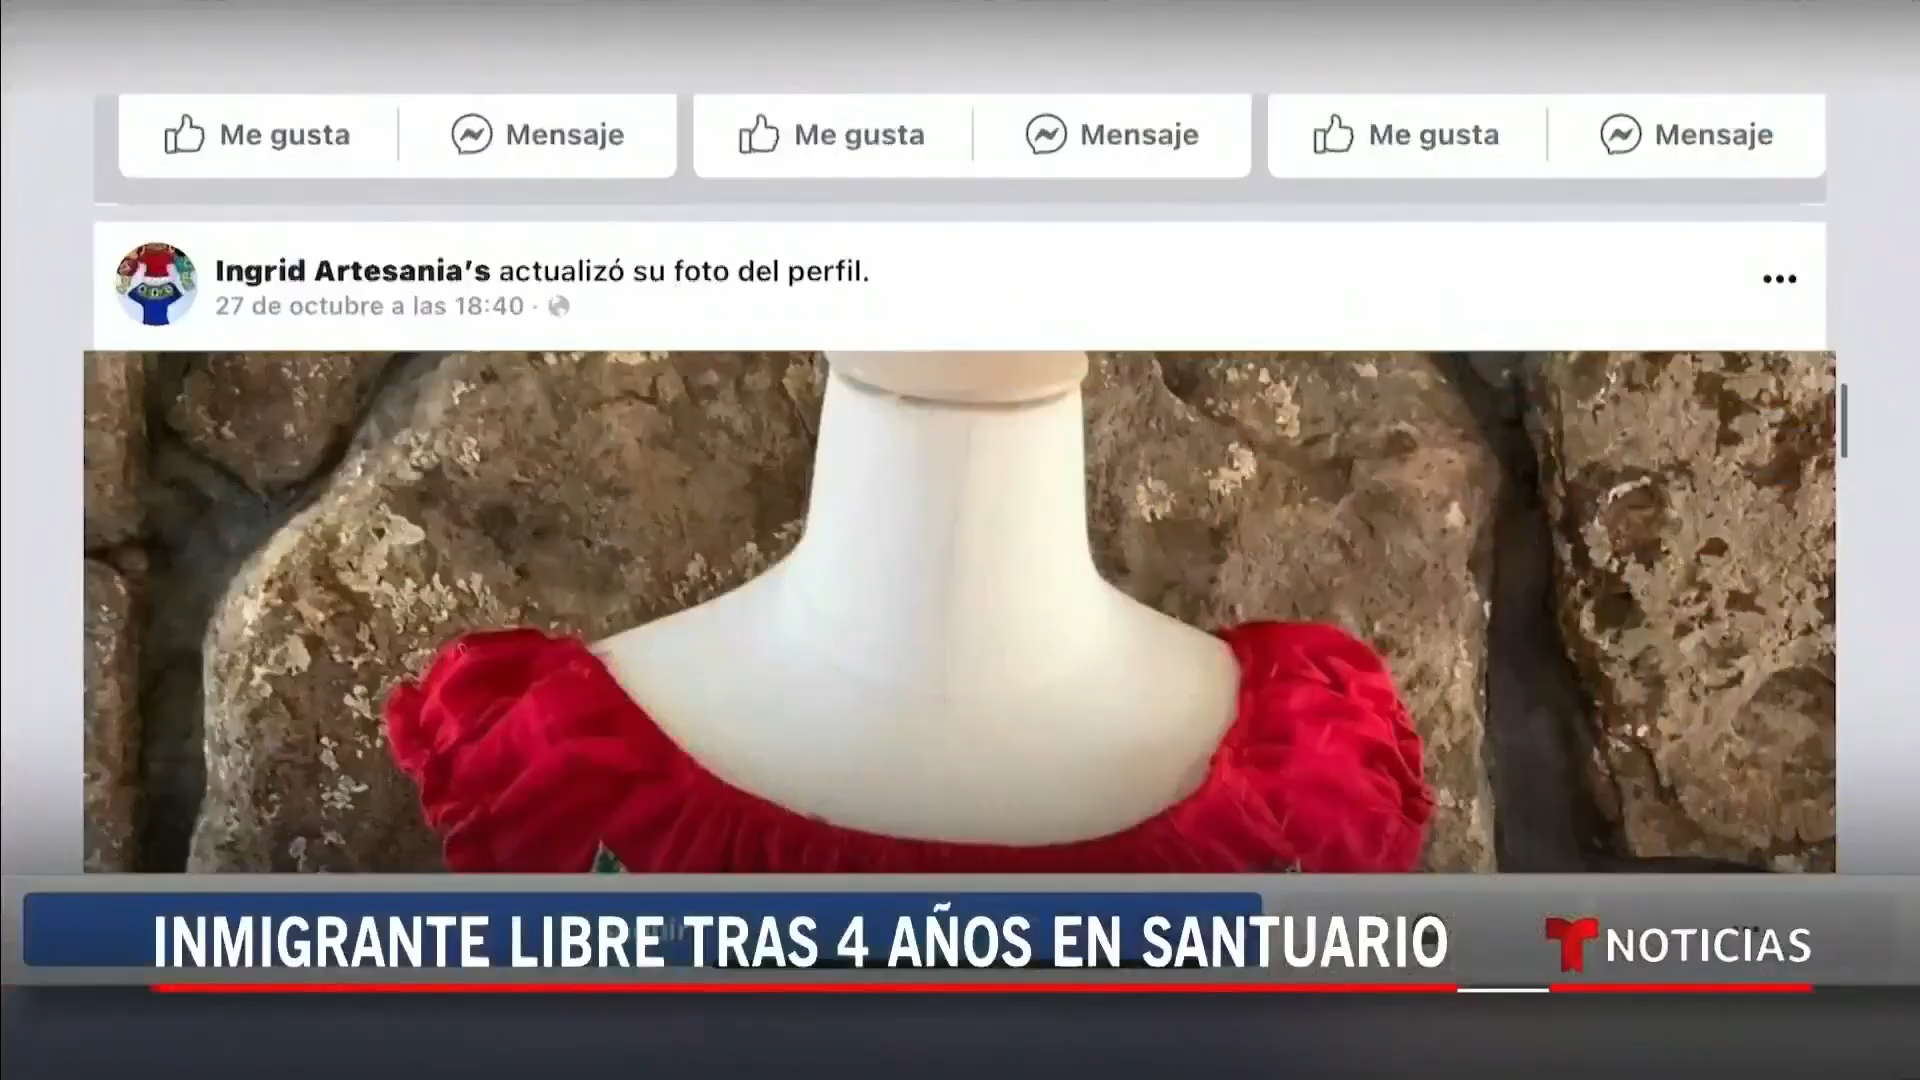 Me gusta
Mensaje
Me gusta
Mensaje
Me gusta
Mensaje
Ingrid Artesania's actualizó su foto del perfil.
27 de octubre a las 18:40 ·
INMIGRANTE LIBRE TRAS 4 AÑOS EN SANTUARIO
T NOTICIAS